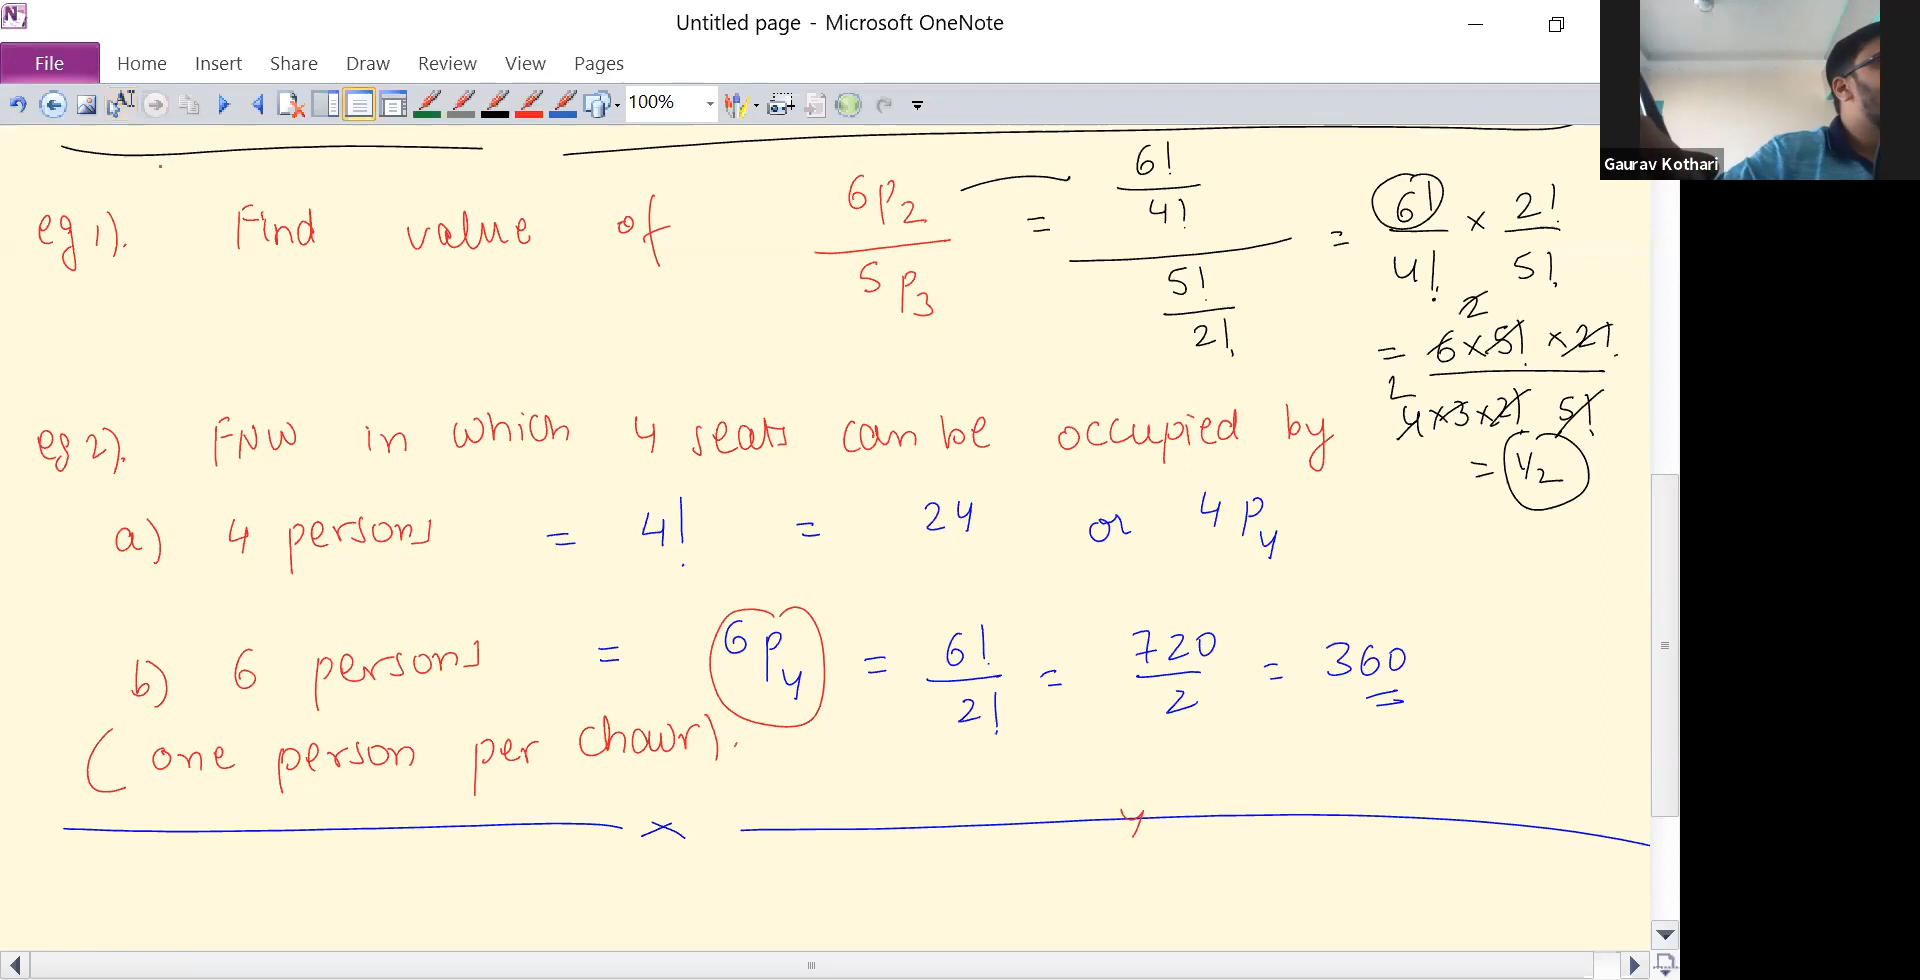 Untitled page - Microsoft OneNote
File Home Insert Share Draw Review View Pages
100%
Gaurav Kothari
eg 1). Find value of 6P2 / 5P3 = (6! / 4!) / (5! / 2!) = 6! / 4! × 2! / 5!
2
= 6 × 5! × 2! / 4 × 3 × 2! 5!
2
= 1/2
eg 2). FNW in which 4 seats can be occupied by
a) 4 persons = 4! = 24 or 4P4
b) 6 persons = 6P4 = 6! / 2! = 720 / 2 = 360
(one person per chair).